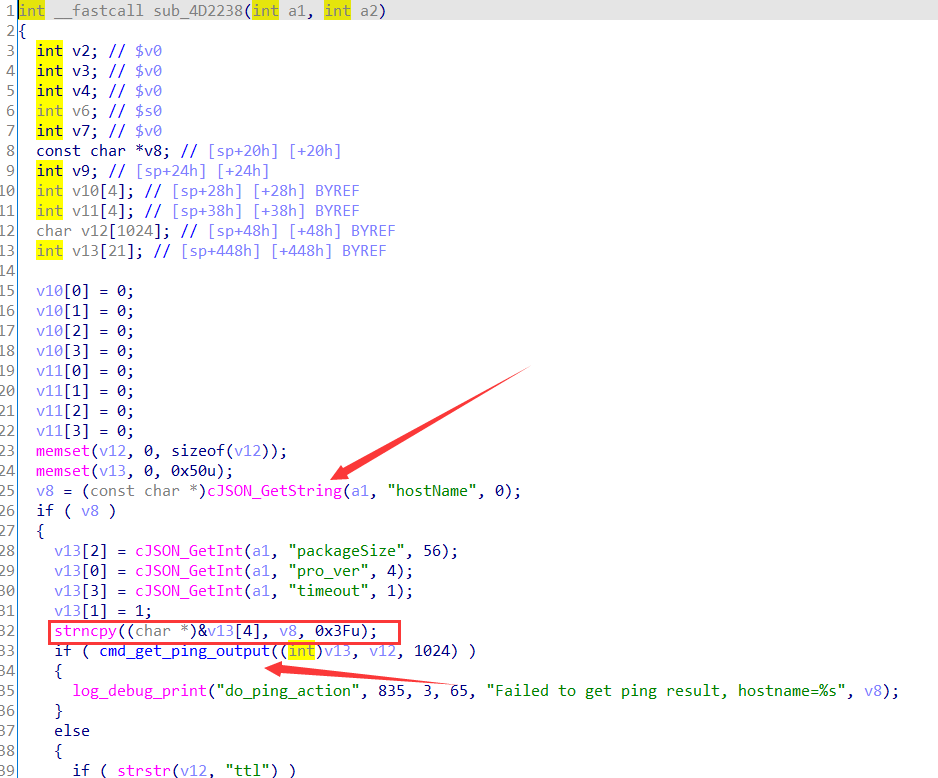 1 int __fastcall sub_4D2238(int a1, int a2)
2 {
3 int v2; // $v0
4 int v3; // $v0
5 int v4; // $v0
6 int v6; // $s0
7 int v7; // $v0
8 const char *v8; // [sp+20h] [+20h]
9 int v9; // [sp+24h] [+24h]
10 int v10[4]; // [sp+28h] [+28h] BYREF
11 int v11[4]; // [sp+38h] [+38h] BYREF
12 char v12[1024]; // [sp+48h] [+48h] BYREF
13 int v13[21]; // [sp+448h] [+448h] BYREF
14
15 v10[0] = 0;
16 v10[1] = 0;
17 v10[2] = 0;
18 v10[3] = 0;
19 v11[0] = 0;
20 v11[1] = 0;
21 v11[2] = 0;
22 v11[3] = 0;
23 memset(v12, 0, sizeof(v12));
24 memset(v13, 0, 0x50u);
25 v8 = (const char *)cJSON_GetString(a1, "hostName", 0);
26 if ( v8 )
27 {
28 v13[2] = cJSON_GetInt(a1, "packageSize", 56);
29 v13[0] = cJSON_GetInt(a1, "pro_ver", 4);
30 v13[3] = cJSON_GetInt(a1, "timeout", 1);
31 v13[1] = 1;
32 strncpy((char *)&v13[4], v8, 0x3Fu);
33 if ( cmd_get_ping_output((int)v13, v12, 1024) )
34 {
35 log_debug_print("do_ping_action", 835, 3, 65, "Failed to get ping result, hostname=%s", v8);
36 }
37 else
38 {
39 if ( strstr(v12, "ttl") )